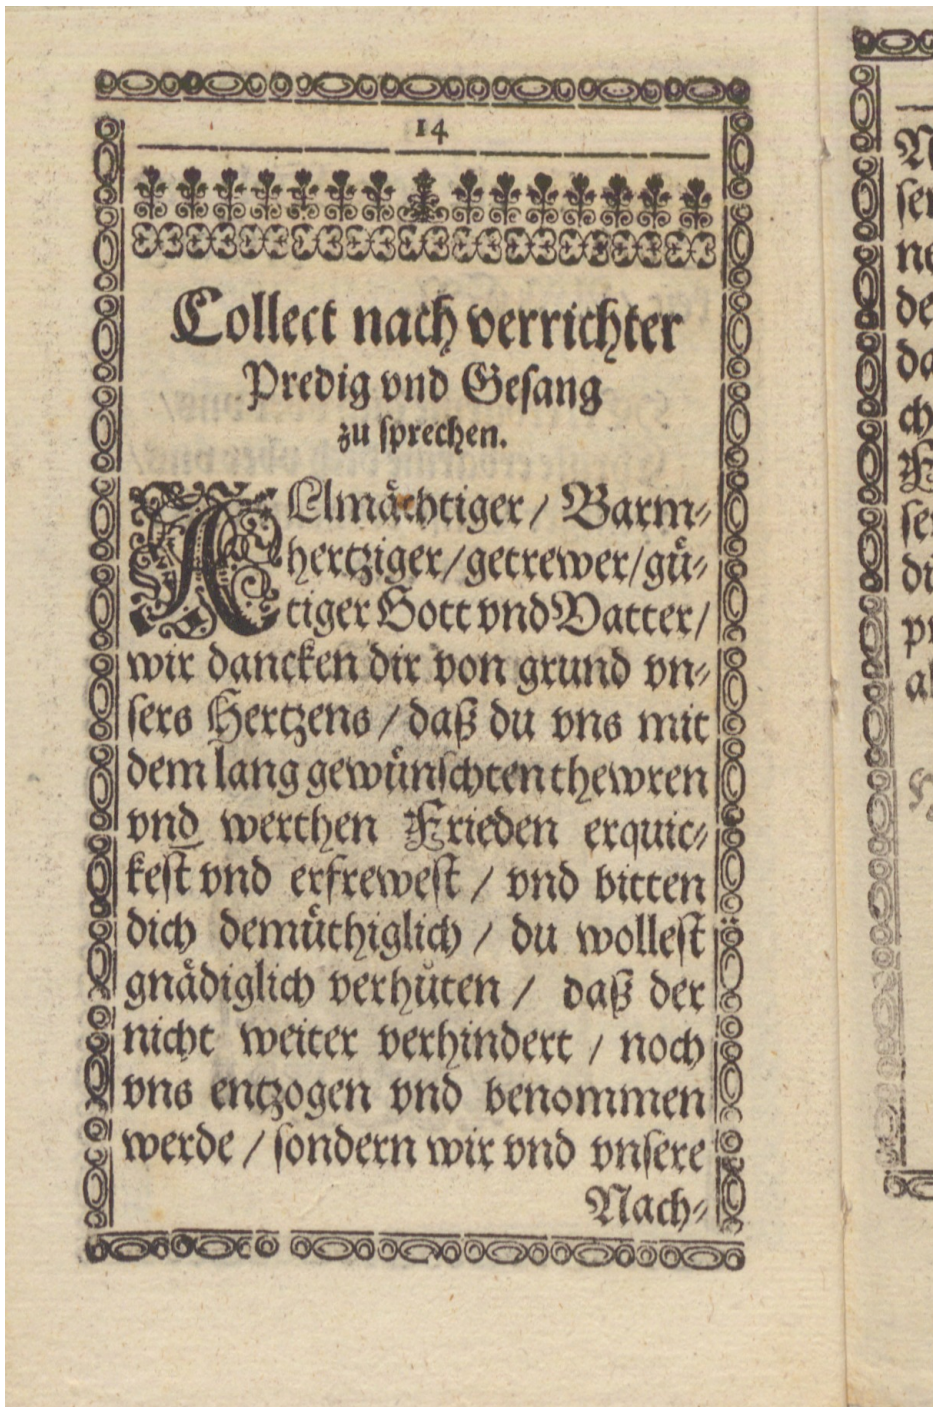 14
Collect nach verrichter
Predig vnd Gesang
zu sprechen.
ALlmächtiger / Barm⸗
hertziger / getrewer / gü⸗
tiger Gott vnd Vatter /
wir dancken dir von grund vn⸗
sers Hertzens / daß du vns mit
dem lang gewünschten thewren
vnd werthen Frieden erquic⸗
kest vnd erfrewest / vnd bitten
dich demüthiglich / du wollest
gnädiglich verhüten / daß der
nicht weiter verhindert / noch
vns entzogen vnd benommen
werde / sondern wir vnd vnsere
Nach⸗